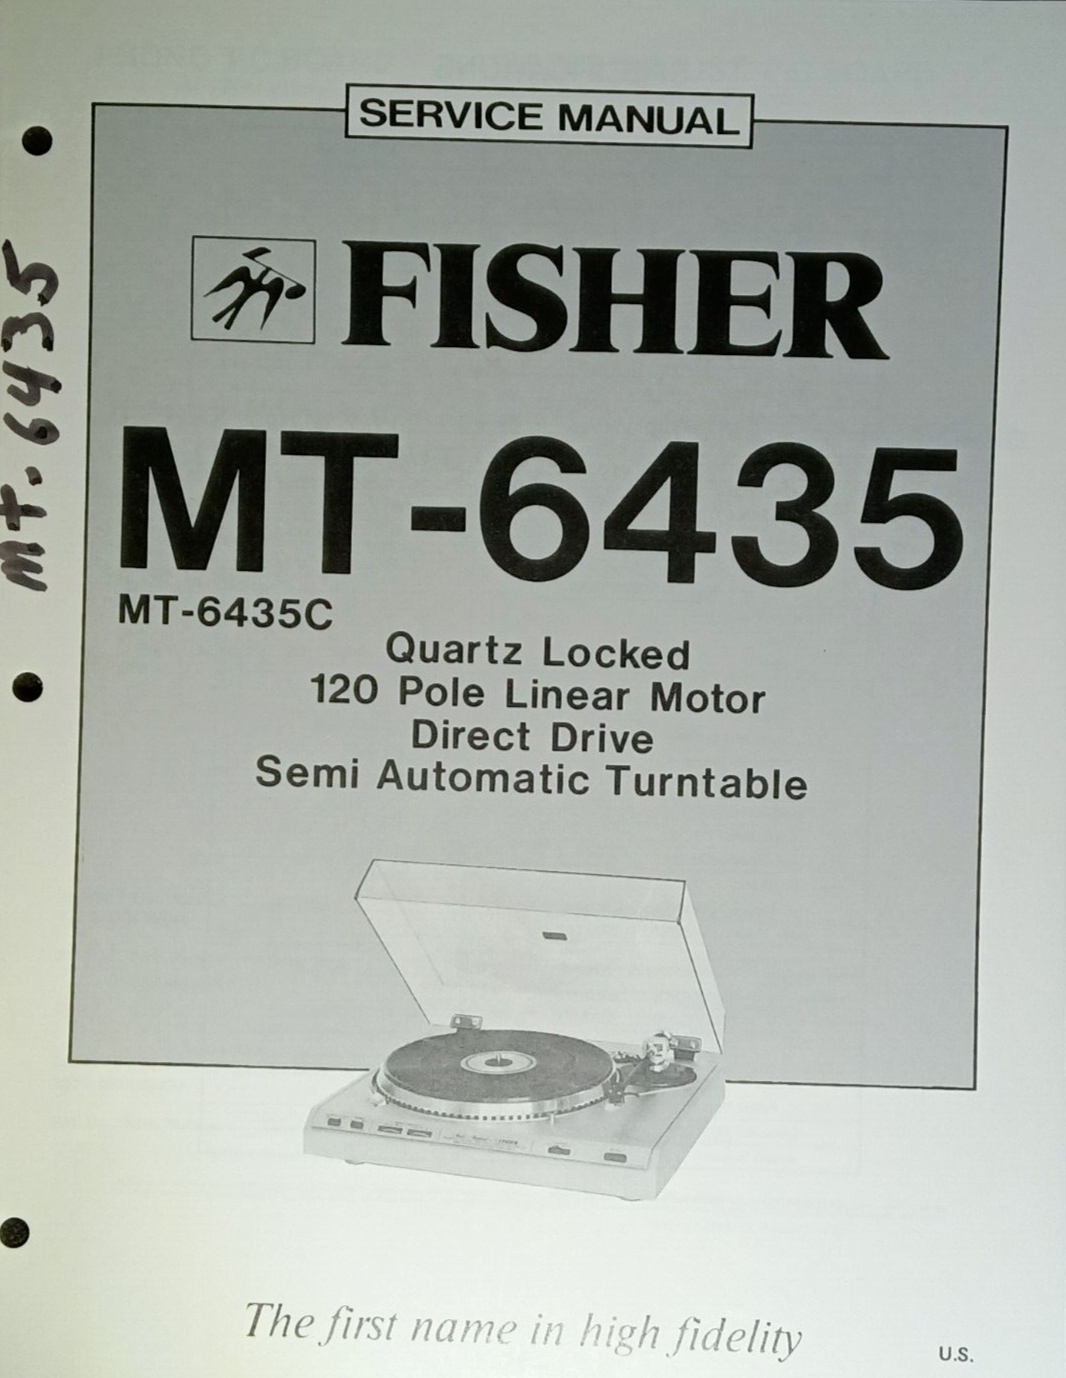 SERVICE MANUAL
FISHER
MT-6435
MT-6435C
Quartz Locked
120 Pole Linear Motor
Direct Drive
Semi Automatic Turntable
The first name in high fidelity
U.S.
mt.6435